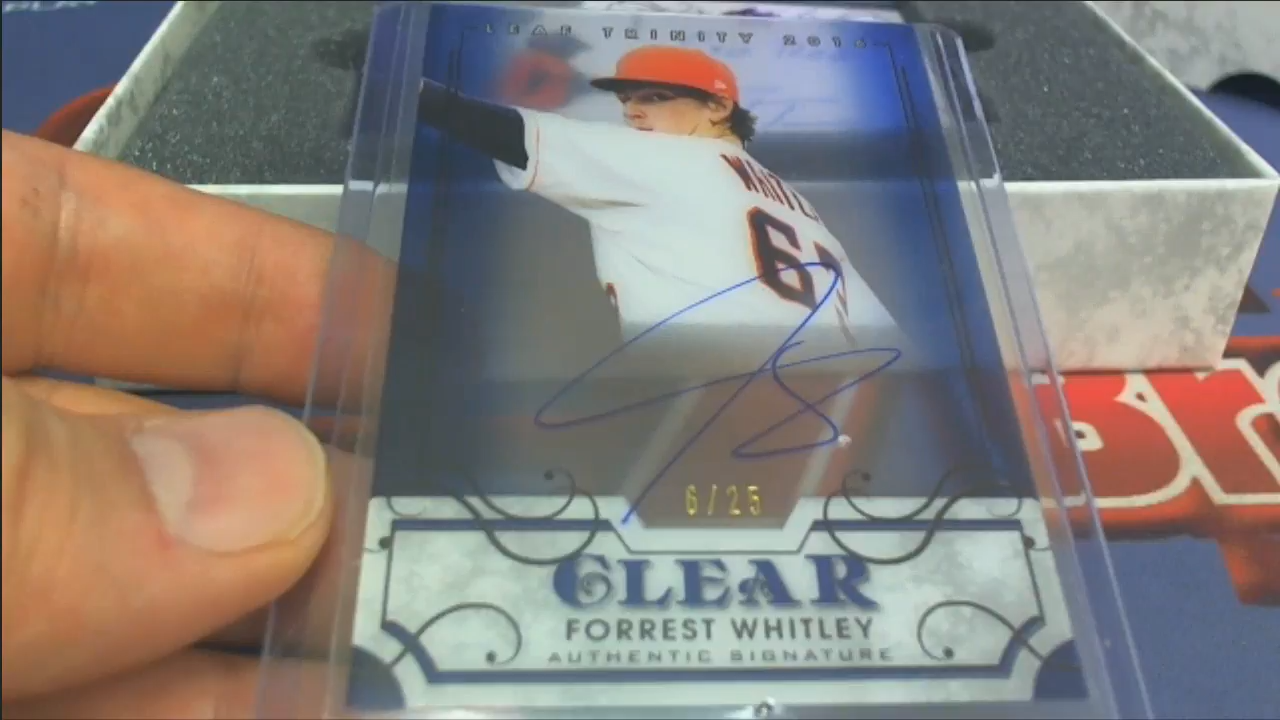 LEAF TRINITY 2016
6/25
CLEAR
FORREST WHITLEY
AUTHENTIC SIGNATURE